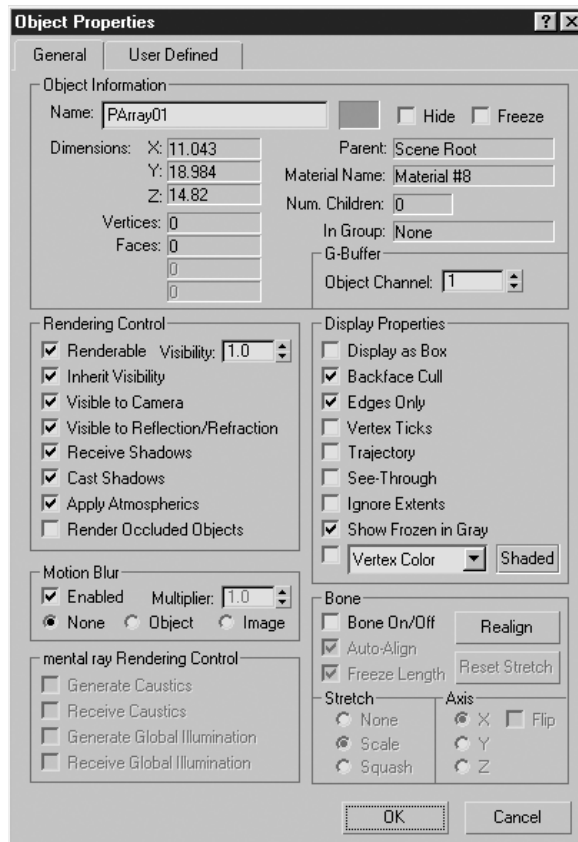 Object Properties
General User Defined
Object Information
Name: PArray01 Hide Freeze
Dimensions: X: 11.043 Parent: Scene Root
Y: 18.984 Material Name: Material #8
Z: 14.82 Num. Children: 0
Vertices: 0 In Group: None
Faces: 0 G-Buffer
0 Object Channel: 1
0
Rendering Control
Renderable Visibility: 1.0
Inherit Visibility
Visible to Camera
Visible to Reflection/Refraction
Receive Shadows
Cast Shadows
Apply Atmospherics
Render Occluded Objects
Display Properties
Display as Box
Backface Cull
Edges Only
Vertex Ticks
Trajectory
See-Through
Ignore Extents
Show Frozen in Gray
Vertex Color Shaded
Motion Blur
Enabled Multiplier: 1.0
None Object Image
mental ray Rendering Control
Generate Caustics
Receive Caustics
Generate Global Illumination
Receive Global Illumination
Bone
Bone On/Off Realign
Auto-Align
Freeze Length Reset Stretch
Stretch Axis
None X Flip
Scale Y
Squash Z
OK Cancel